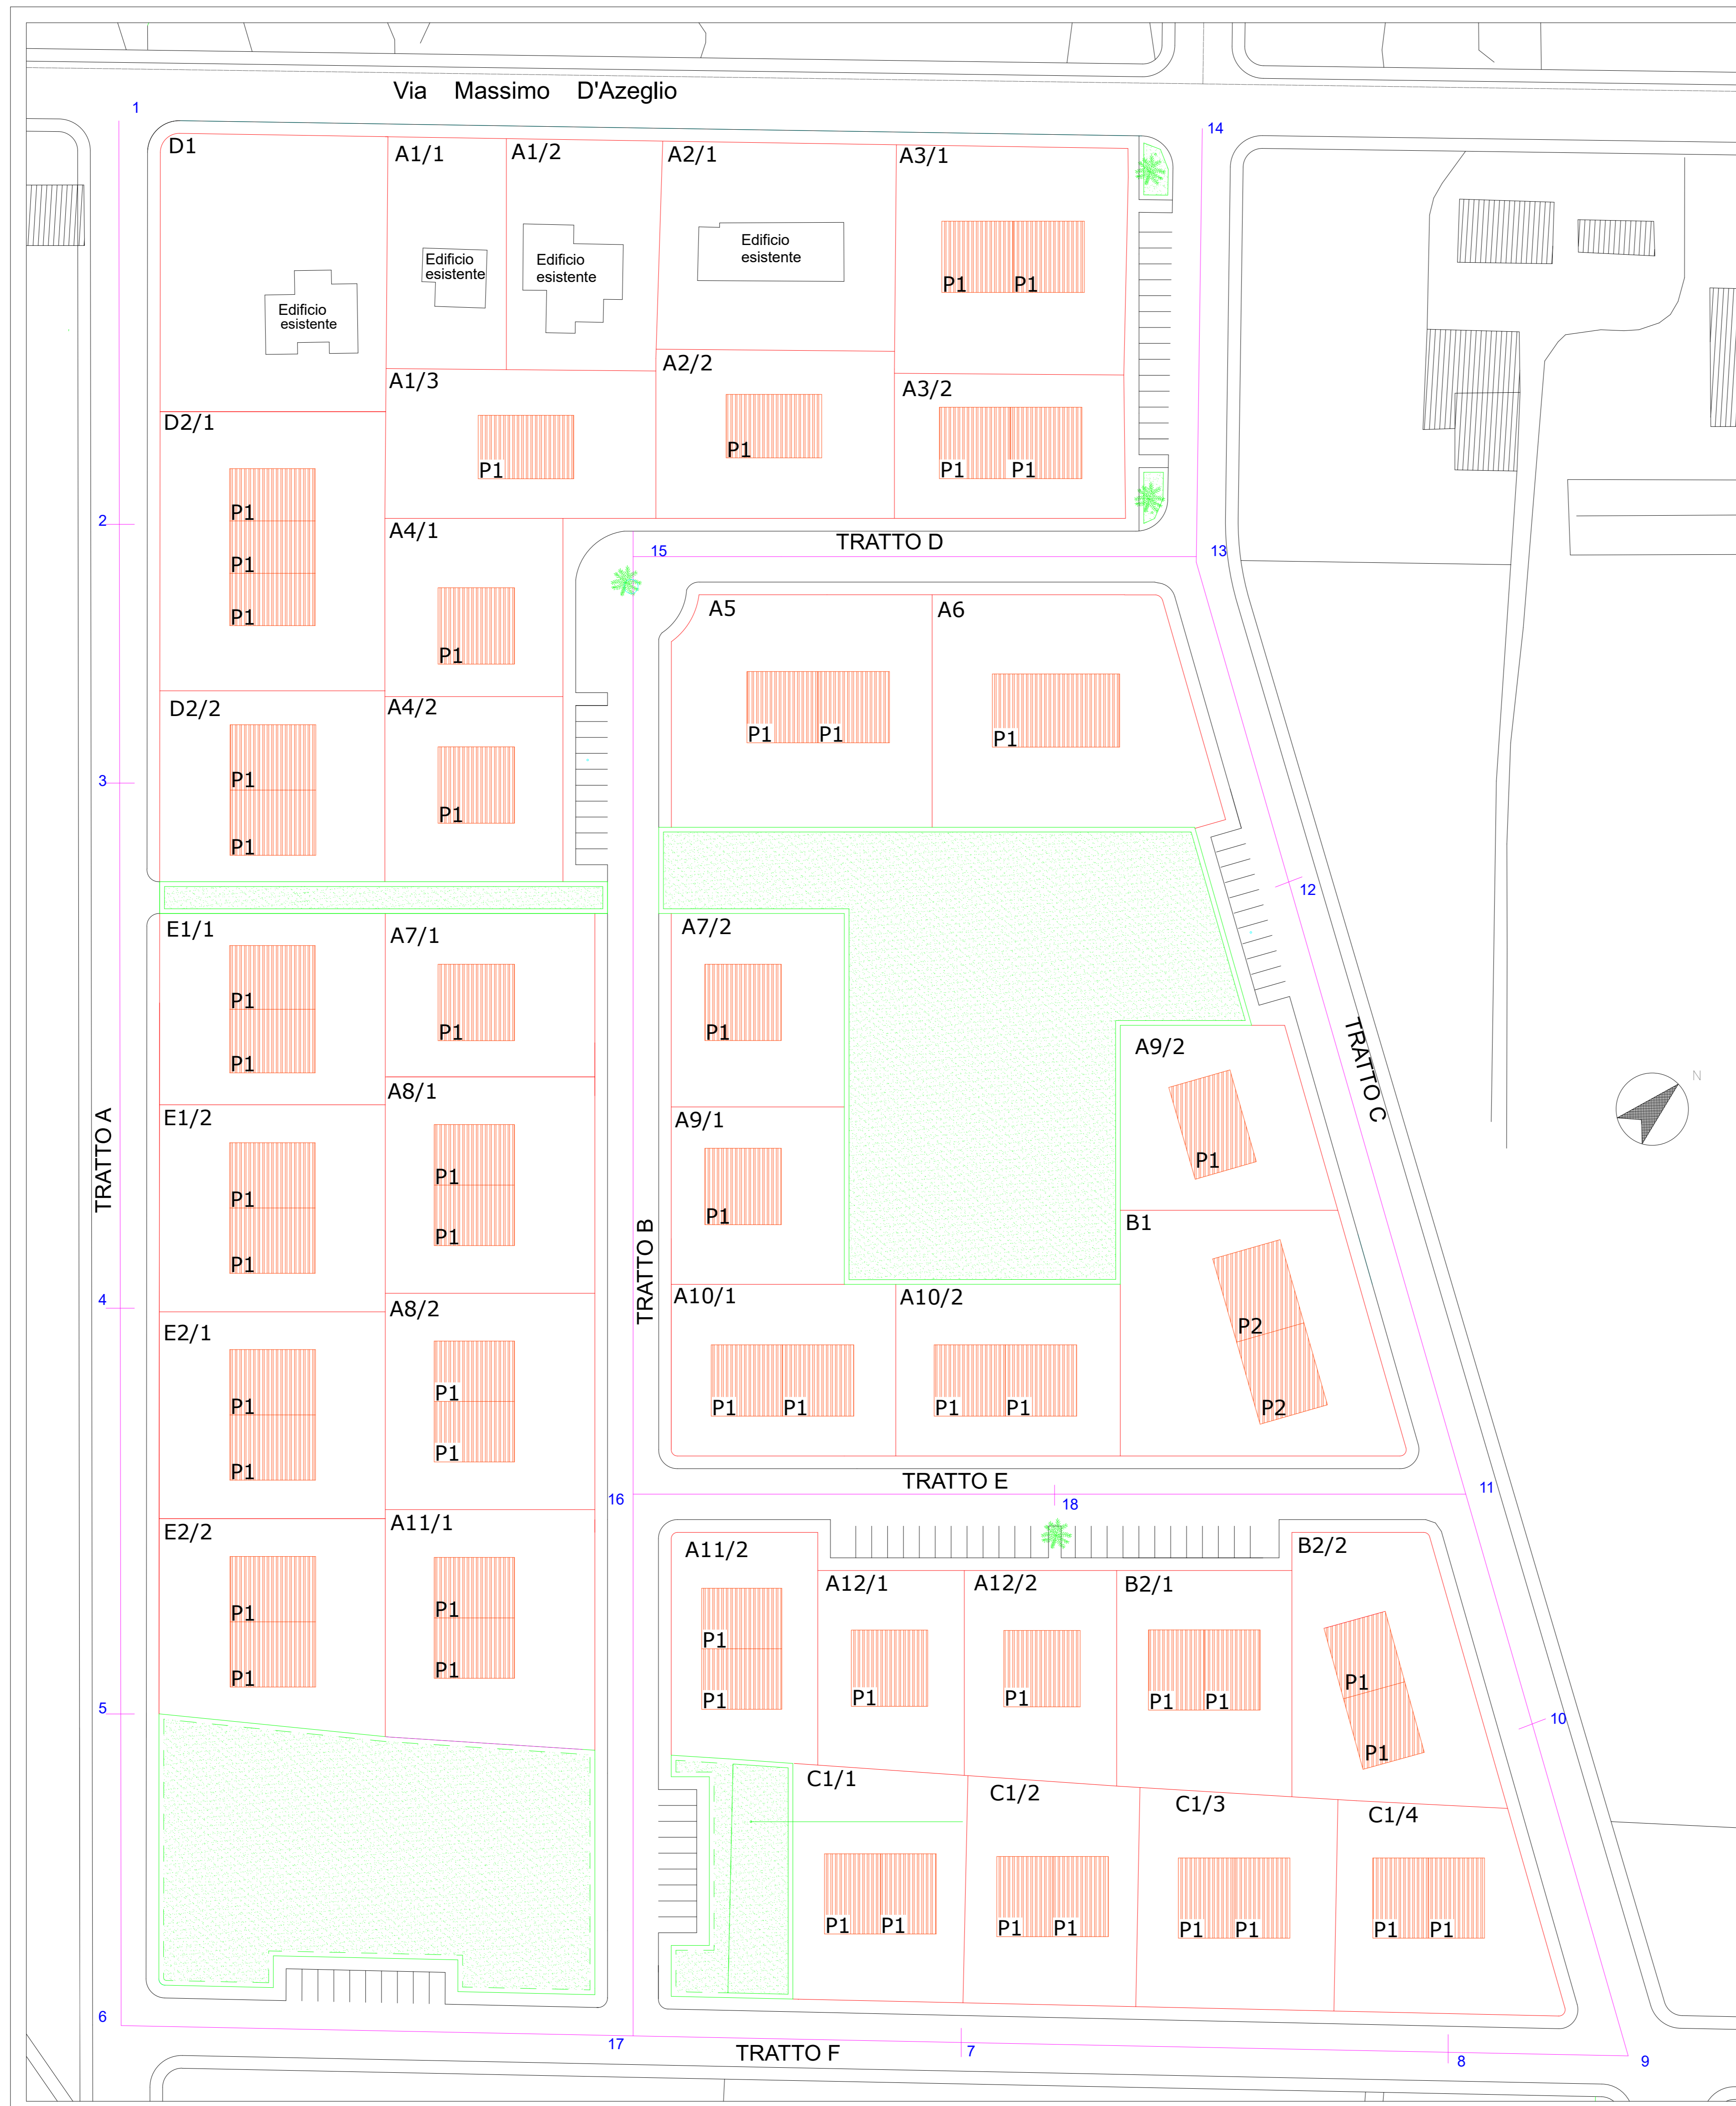 Via Massimo D'Azeglio
1
14
D1
A1/1
A1/2
A2/1
A3/1
Edificio
esistente
Edificio
esistente
Edificio
esistente
Edificio
esistente
P1
P1
A1/3
A2/2
A3/2
D2/1
P1
P1
P1
P1
P1
P1
P1
2
A4/1
15
TRATTO D
13
P1
A5
A6
P1
P1
P1
D2/2
A4/2
3
P1
P1
P1
12
E1/1
A7/1
A7/2
P1
P1
P1
P1
TRATTO C
N
A9/2
P1
E1/2
A8/1
A9/1
TRATTO A
P1
P1
P1
P1
P1
TRATTO B
B1
P2
P2
4
E2/1
A8/2
A10/1
A10/2
P1
P1
P1
P1
P1
P1
P1
P1
TRATTO E
16
18
11
E2/2
A11/1
A11/2
B2/2
A12/1
A12/2
B2/1
P1
P1
P1
P1
P1
P1
P1
P1
P1
P1
P1
P1
5
10
C1/1
C1/2
C1/3
C1/4
P1
P1
P1
P1
P1
P1
P1
P1
6
17
TRATTO F
7
8
9